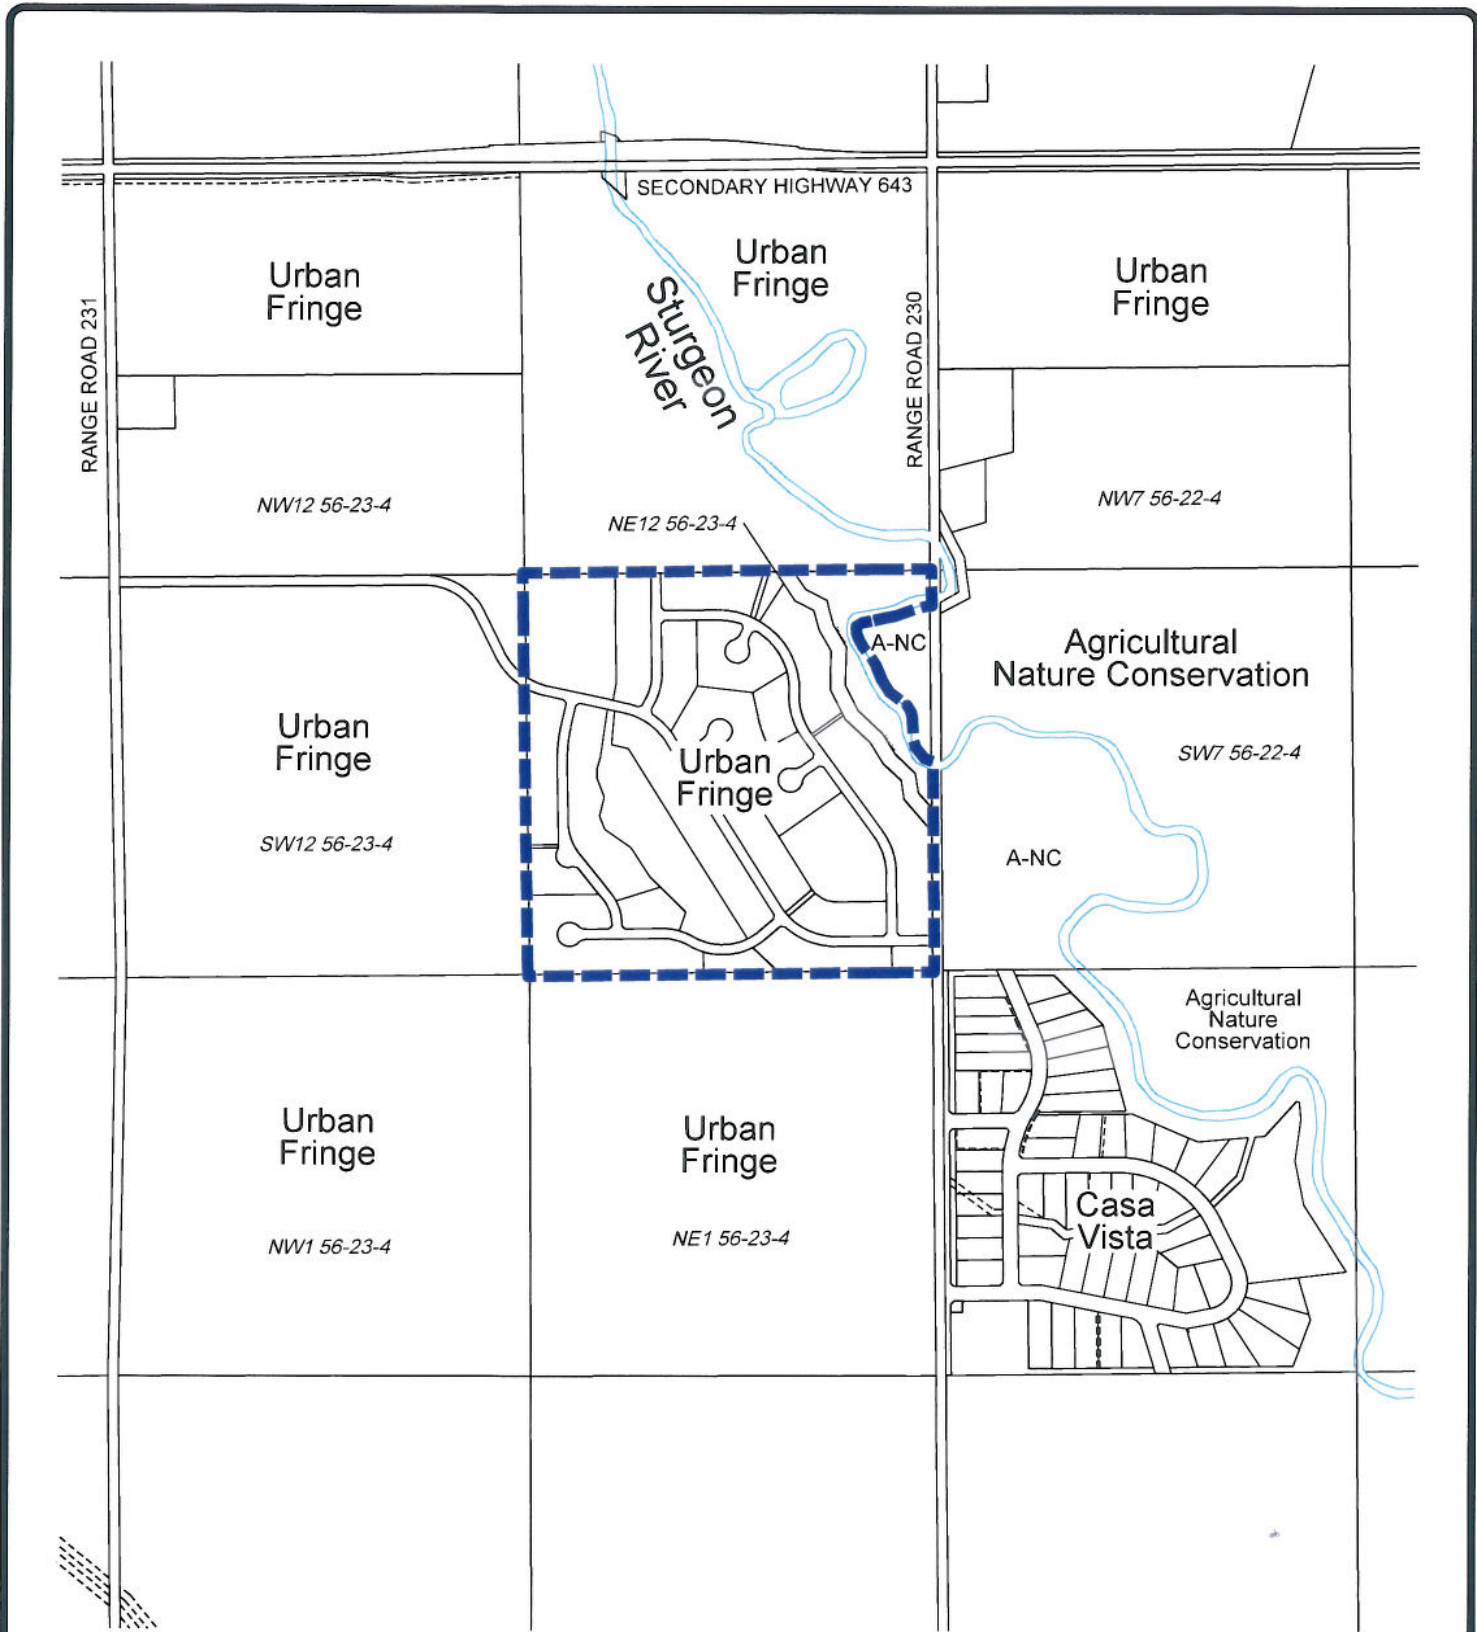 SECONDARY HIGHWAY 643
Urban
Fringe
Urban
Fringe
Urban
Fringe
RANGE ROAD 231
Sturgeon
River
RANGE ROAD 230
NW12 56-23-4
NE12 56-23-4
NW7 56-22-4
A-NC
Agricultural
Nature Conservation
Urban
Fringe
Urban
Fringe
SW7 56-22-4
SW12 56-23-4
A-NC
Agricultural
Nature
Conservation
Urban
Fringe
Urban
Fringe
Casa
Vista
NW1 56-23-4
NE1 56-23-4